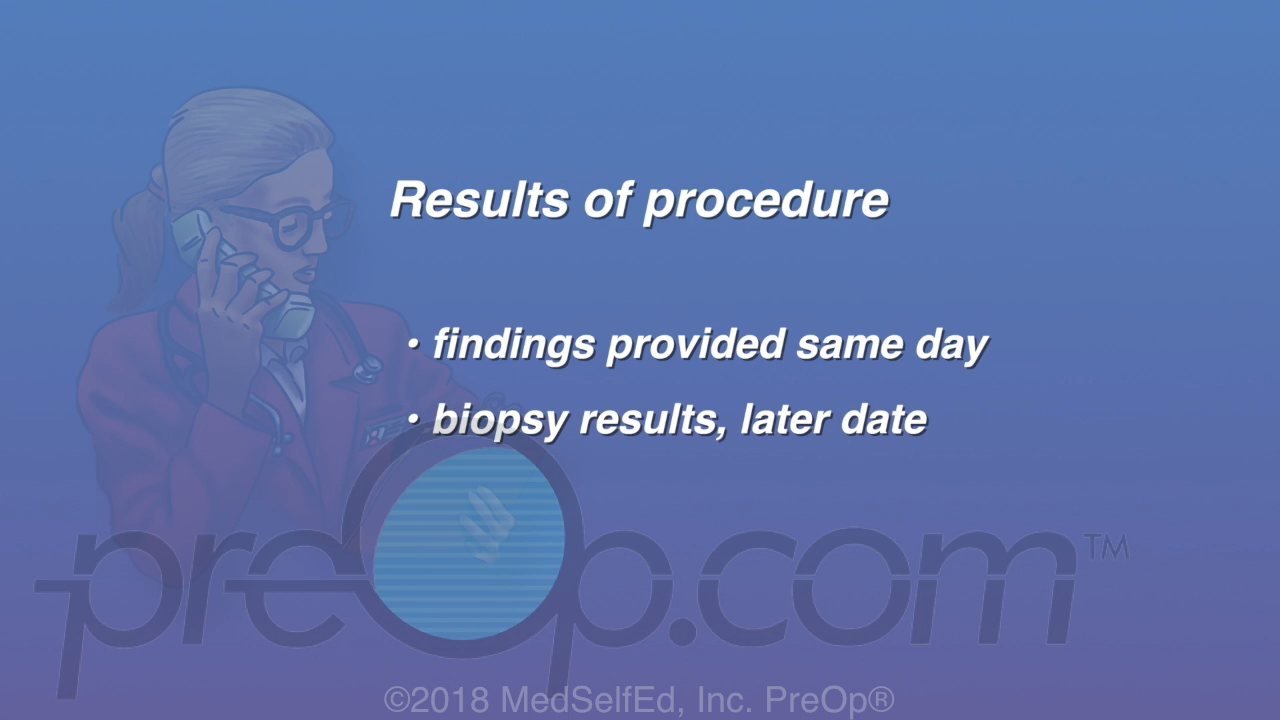 Results of procedure
• findings provided same day
• biopsy results, later date
preOp.com™
©2018 MedSelfEd, Inc. PreOp®